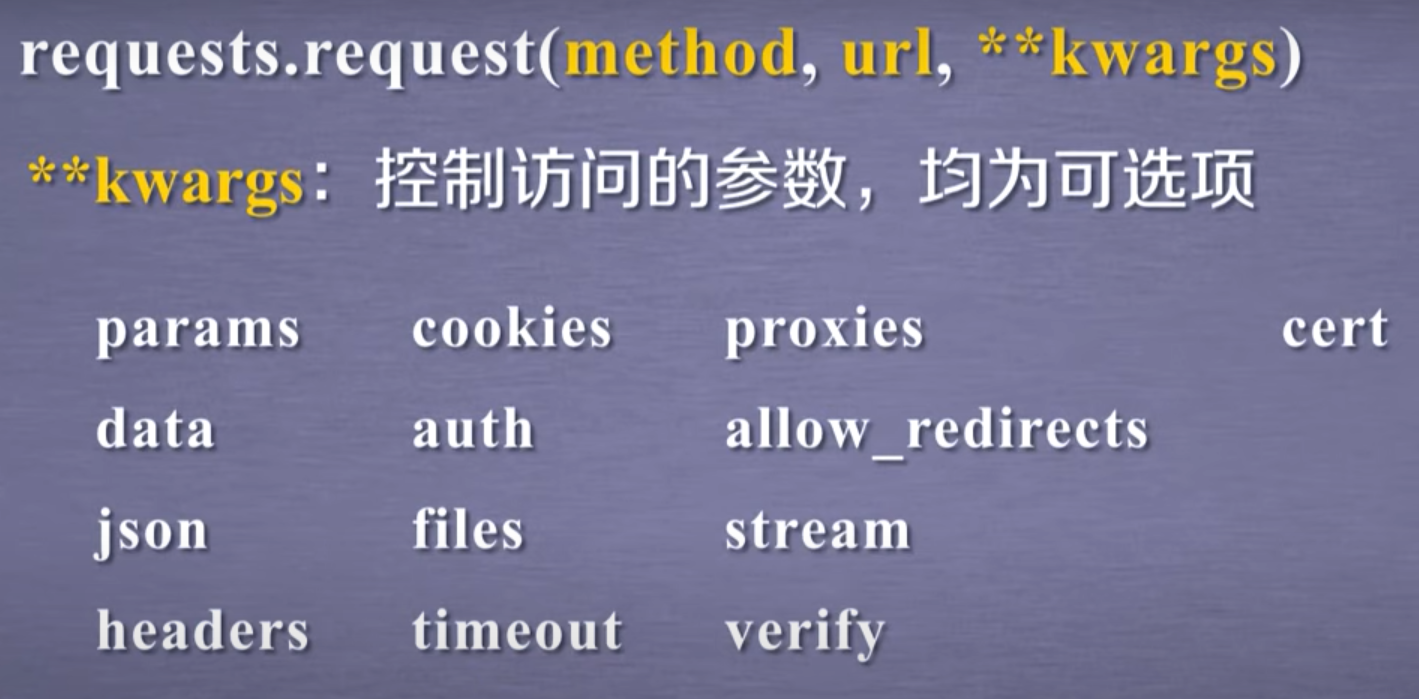 requests.request(method, url, **kwargs)
**kwargs：控制访问的参数，均为可选项
params cookies proxies cert
data auth allow_redirects
json files stream
headers timeout verify